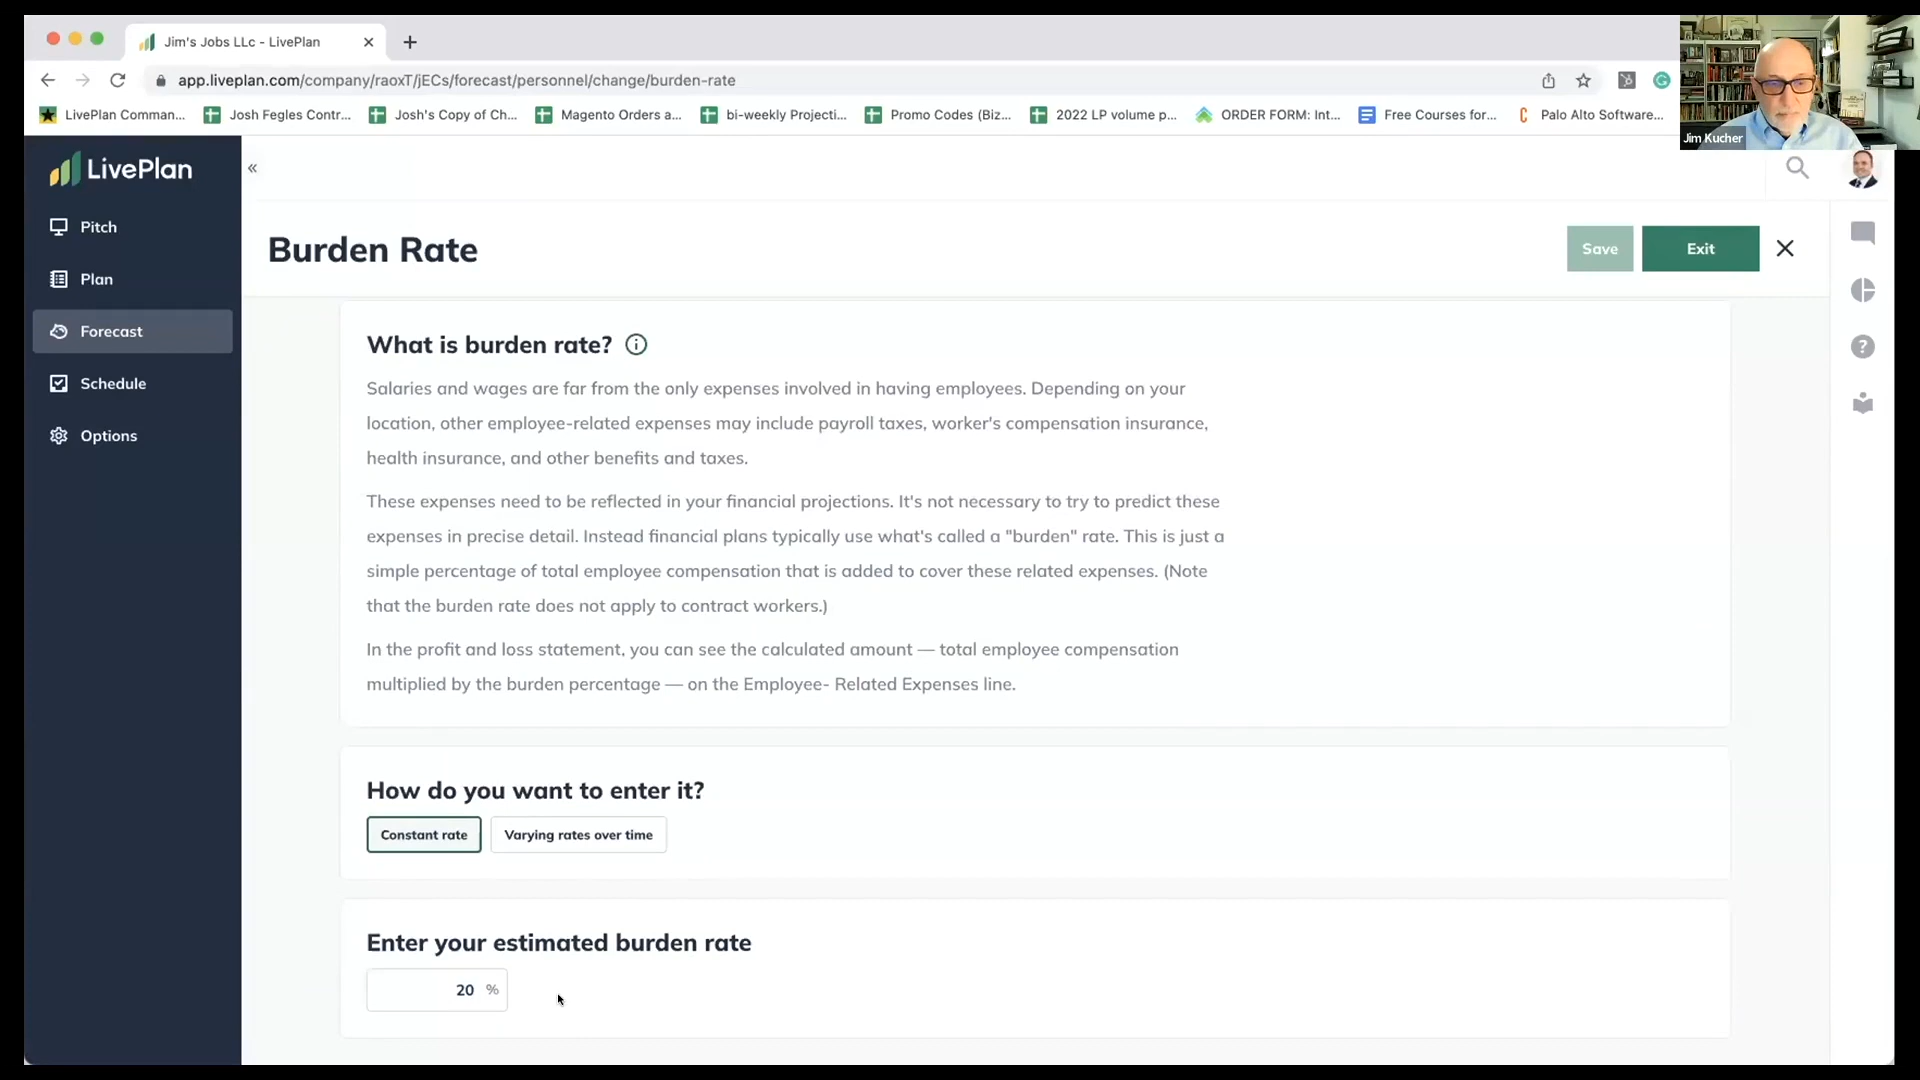 Jim's Jobs LLc - LivePlan
app.liveplan.com/company/raoxT/jECs/forecast/personnel/change/burden-rate
LivePlan Comman...
Josh Fegles Contr...
Josh's Copy of Ch...
Magento Orders a...
bi-weekly Projecti...
Promo Codes (Biz...
2022 LP volume p...
ORDER FORM: Int...
Free Courses for...
Palo Alto Software...
Jim Kucher
LivePlan
«
Pitch
Plan
Forecast
Schedule
Options
Burden Rate
Save
Exit
What is burden rate?
Salaries and wages are far from the only expenses involved in having employees. Depending on your
location, other employee-related expenses may include payroll taxes, worker's compensation insurance,
health insurance, and other benefits and taxes.
These expenses need to be reflected in your financial projections. It's not necessary to try to predict these
expenses in precise detail. Instead financial plans typically use what's called a "burden" rate. This is just a
simple percentage of total employee compensation that is added to cover these related expenses. (Note
that the burden rate does not apply to contract workers.)
In the profit and loss statement, you can see the calculated amount — total employee compensation
multiplied by the burden percentage — on the Employee- Related Expenses line.
How do you want to enter it?
Constant rate
Varying rates over time
Enter your estimated burden rate
20 %